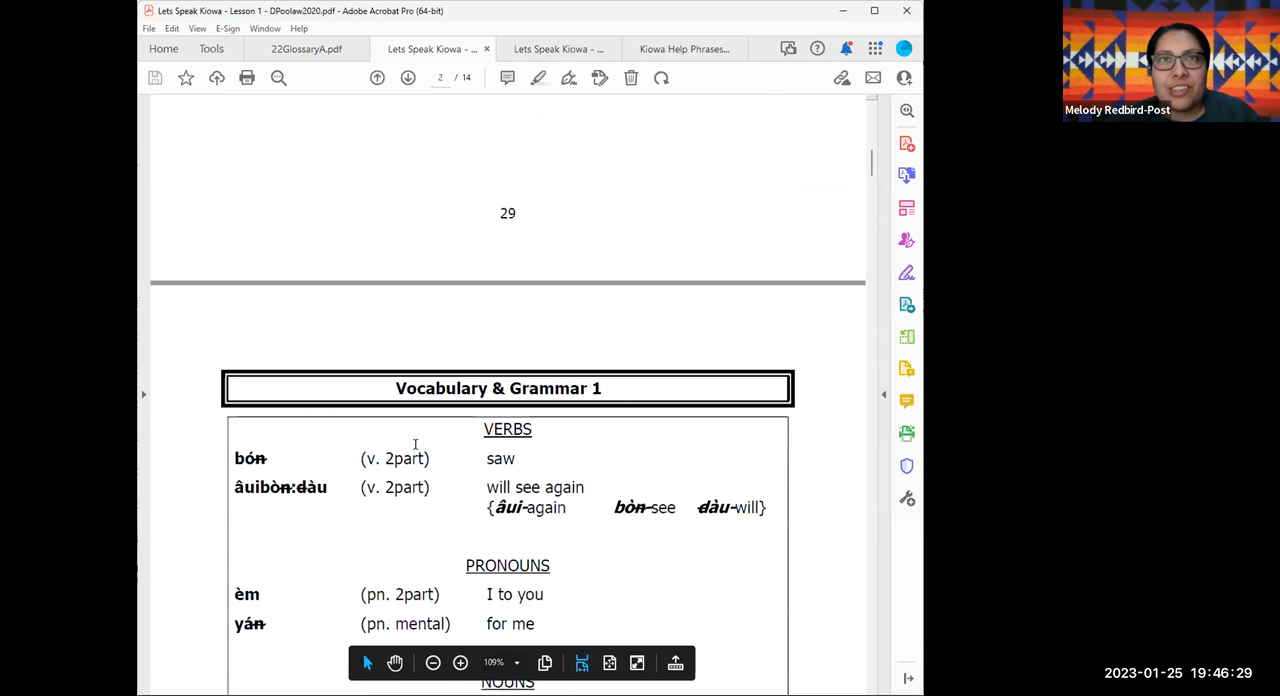 Lets Speak Kiowa - Lesson 1 - DPoolaw2020.pdf - Adobe Acrobat Pro (64-bit)
File Edit View E-Sign Window Help
Home Tools 22GlossaryA.pdf Lets Speak Kiowa - ... × Lets Speak Kiowa - ... Kiowa Help Phrases...
2 / 14
Melody Redbird-Post
29
Vocabulary & Grammar 1
VERBS
bó̶n̶ (v. 2part) saw
âuibòn̶:d̶àu (v. 2part) will see again
{âui-again bòn̶-see d̶àu-will}
PRONOUNS
èm (pn. 2part) I to you
yán̶ (pn. mental) for me
109%
NOUNS
2023-01-25 19:46:29